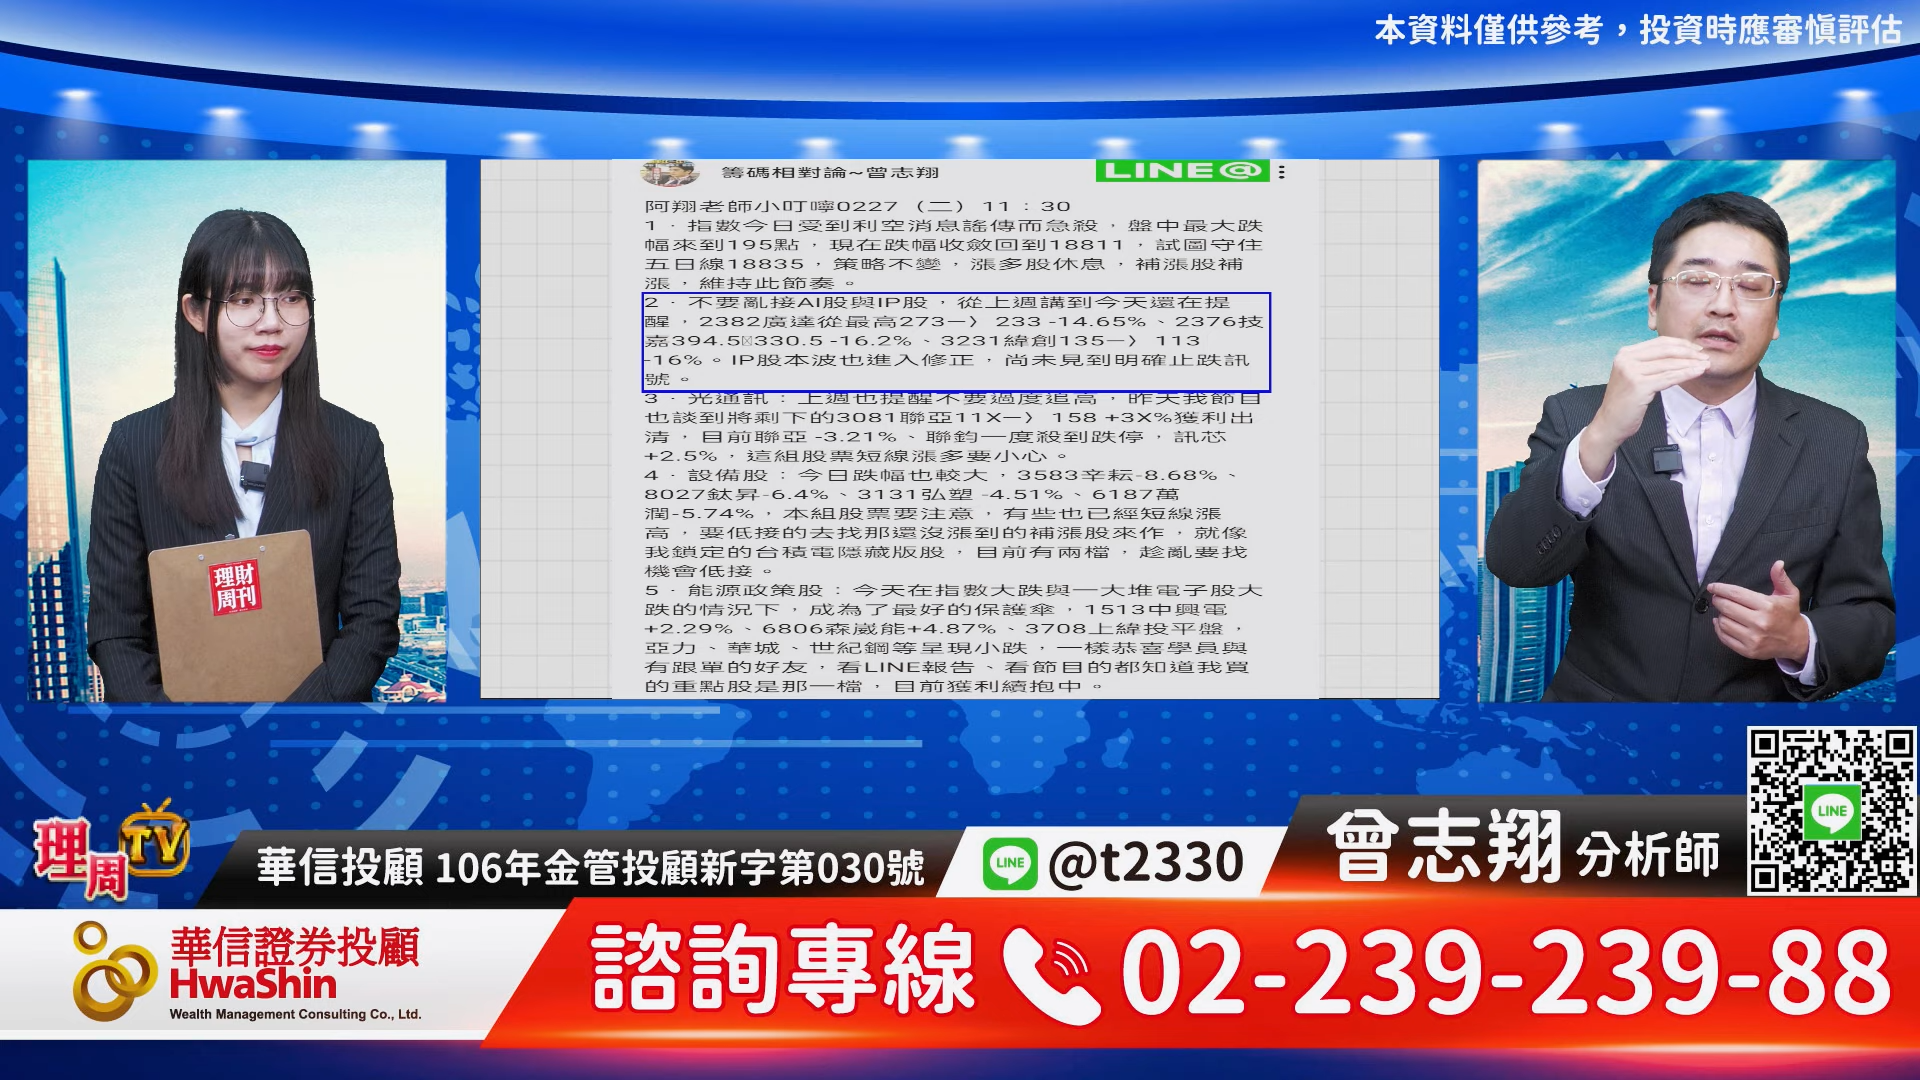 本資料僅供參考，投資時應審慎評估
籌碼相對論~曾志翔
LINE@
阿翔老師小叮嚀0227（二）11：30
1．指數今日受到利空消息謠傳而急殺，盤中最大跌
幅來到195點，現在跌幅收斂回到18811，試圖守住
五日線18835，策略不變，漲多股休息，補漲股補
漲，維持此節奏。
2．不要亂接AI股與IP股，從上週講到今天還在提
醒，2382廣達從最高273—〉233 -14.65%、2376技
嘉394.5▯330.5 -16.2%、3231緯創135—〉113
-16%。IP股本波也進入修正，尚未見到明確止跌訊
號。
3．光通訊：上週也提醒不要過度追高，昨天我節目
也談到將剩下的3081聯亞11X—〉158 +3X%獲利出
清，目前聯亞 -3.21%、聯鈞一度殺到跌停，訊芯
+2.5%，這組股票短線漲多要小心。
4．設備股：今日跌幅也較大，3583辛耘-8.68%、
8027鈦昇-6.4%、3131弘塑 -4.51%、6187萬
潤-5.74%，本組股票要注意，有些也已經短線漲
高，要低接的去找那還沒漲到的補漲股來作，就像
我鎖定的台積電隱藏版股，目前有兩檔，趁亂要找
機會低接。
5．能源政策股：今天在指數大跌與一大堆電子股大
跌的情況下，成為了最好的保護傘，1513中興電
+2.29%、6806森崴能+4.87%、3708上緯投平盤，
亞力、華城、世紀鋼等呈現小跌，一樣恭喜學員與
有跟單的好友，看LINE報告、看節目的都知道我買
的重點股是那一檔，目前獲利續抱中。
理財
周刊
理周TV
華信投顧 106年金管投顧新字第030號
LINE
@t2330
曾志翔 分析師
LINE
華信證券投顧
HwaShin
Wealth Management Consulting Co., Ltd.
諮詢專線 02-239-239-88